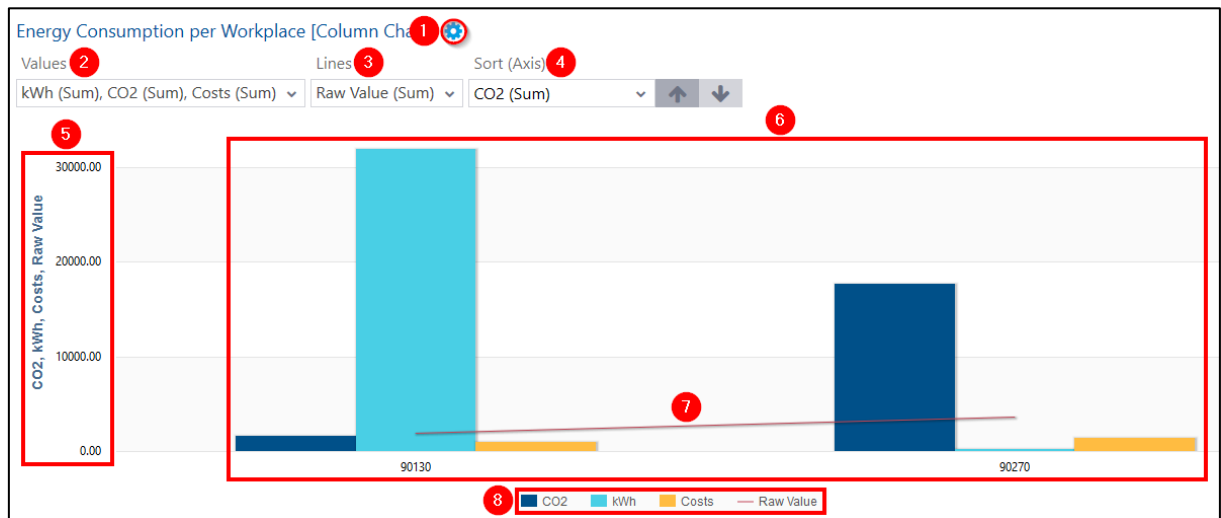 Energy Consumption per Workplace [Column Cha 1
Values 2 Lines 3 Sort (Axis) 4
kWh (Sum), CO2 (Sum), Costs (Sum) Raw Value (Sum) CO2 (Sum)
5 6
30000.00
20000.00
10000.00
0.00
CO2, kWh, Costs, Raw Value
7
90130 90270
8 CO2 kWh Costs Raw Value